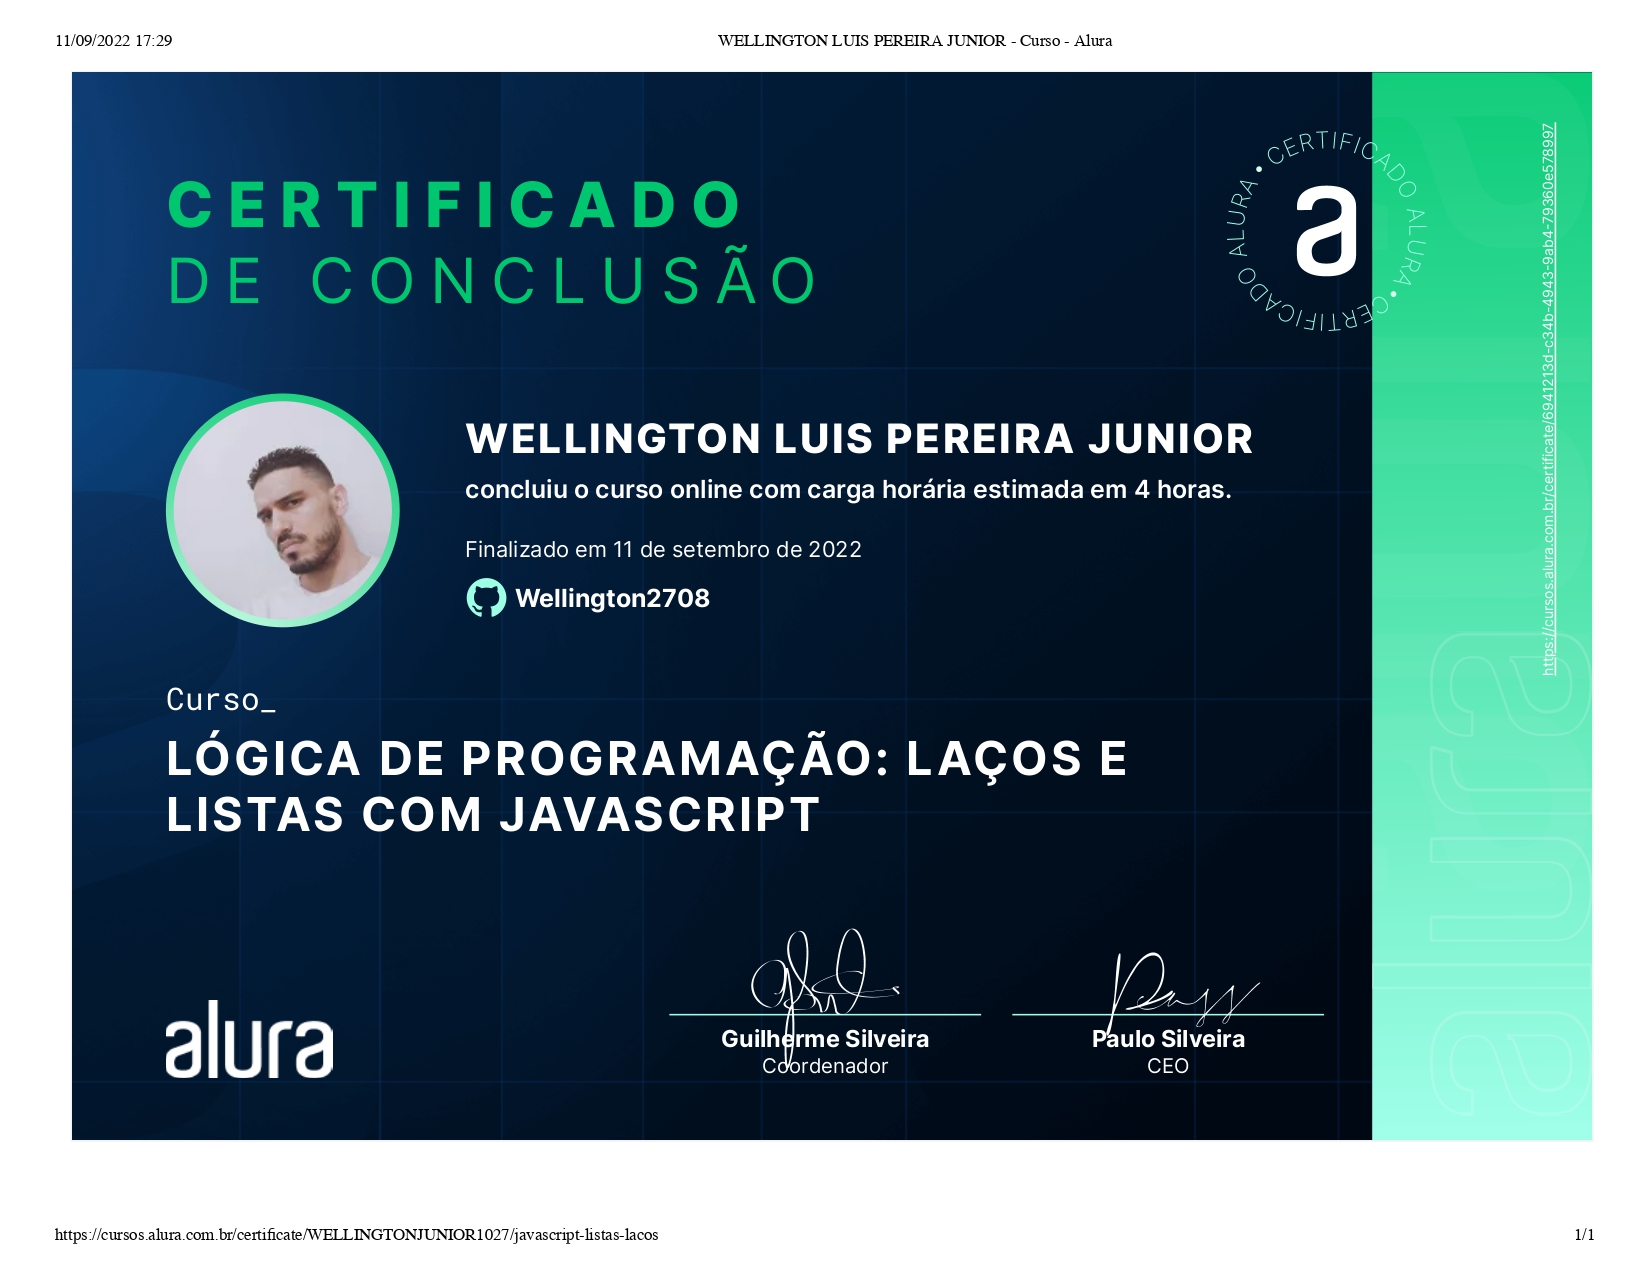 11/09/2022 17:29
WELLINGTON LUIS PEREIRA JUNIOR - Curso - Alura
CERTIFICADO
DE CONCLUSÃO
• CERTIFICADO ALURA • CERTIFICADO ALURA
a
https://cursos.alura.com.br/certificate/6941213d-c34b-4943-9ab4-79360e578997
WELLINGTON LUIS PEREIRA JUNIOR
concluiu o curso online com carga horária estimada em 4 horas.
Finalizado em 11 de setembro de 2022
Wellington2708
Curso_
LÓGICA DE PROGRAMAÇÃO: LAÇOS E
LISTAS COM JAVASCRIPT
alura
alura
Guilherme Silveira
Coordenador
Paulo Silveira
CEO
https://cursos.alura.com.br/certificate/WELLINGTONJUNIOR1027/javascript-listas-lacos
1/1